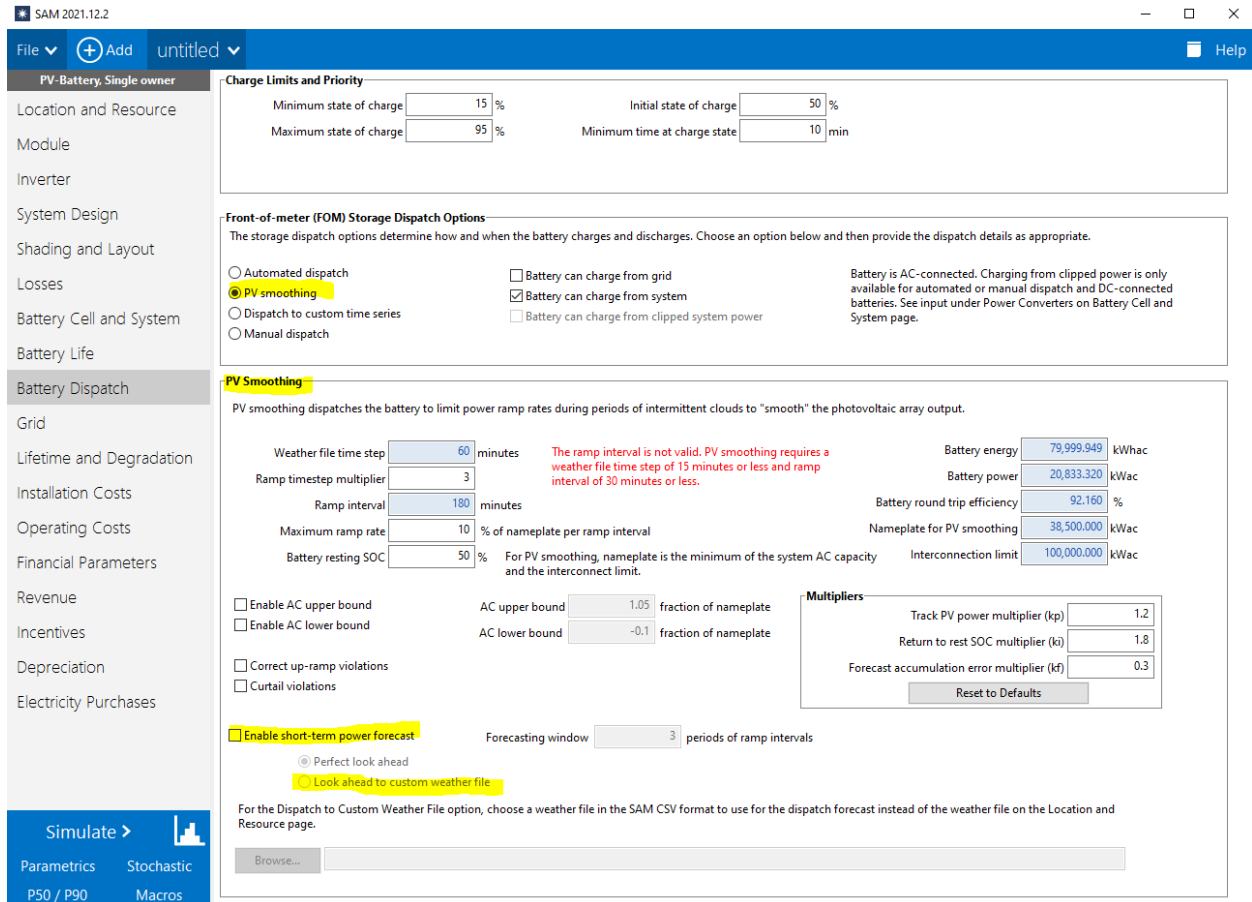 SAM 2021.12.2
File Add untitled Help
PV-Battery, Single owner
Location and Resource
Module
Inverter
System Design
Shading and Layout
Losses
Battery Cell and System
Battery Life
Battery Dispatch
Grid
Lifetime and Degradation
Installation Costs
Operating Costs
Financial Parameters
Revenue
Incentives
Depreciation
Electricity Purchases
Simulate >
Parametrics Stochastic
P50 / P90 Macros
Charge Limits and Priority
Minimum state of charge 15 % Initial state of charge 50 %
Maximum state of charge 95 % Minimum time at charge state 10 min
Front-of-meter (FOM) Storage Dispatch Options
The storage dispatch options determine how and when the battery charges and discharges. Choose an option below and then provide the dispatch details as appropriate.
Automated dispatch
PV smoothing
Dispatch to custom time series
Manual dispatch
Battery can charge from grid
Battery can charge from system
Battery can charge from clipped system power
Battery is AC-connected. Charging from clipped power is only
available for automated or manual dispatch and DC-connected
batteries. See input under Power Converters on Battery Cell and
System page.
PV Smoothing
PV smoothing dispatches the battery to limit power ramp rates during periods of intermittent clouds to "smooth" the photovoltaic array output.
Weather file time step 60 minutes
Ramp timestep multiplier 3
Ramp interval 180 minutes
Maximum ramp rate 10 % of nameplate per ramp interval
Battery resting SOC 50 %
The ramp interval is not valid. PV smoothing requires a
weather file time step of 15 minutes or less and ramp
interval of 30 minutes or less.
For PV smoothing, nameplate is the minimum of the system AC capacity
and the interconnect limit.
Battery energy 79,999.949 kWhac
Battery power 20,833.320 kWac
Battery round trip efficiency 92.160 %
Nameplate for PV smoothing 38,500.000 kWac
Interconnection limit 100,000.000 kWac
Enable AC upper bound AC upper bound 1.05 fraction of nameplate
Enable AC lower bound AC lower bound -0.1 fraction of nameplate
Correct up-ramp violations
Curtail violations
Multipliers
Track PV power multiplier (kp) 1.2
Return to rest SOC multiplier (ki) 1.8
Forecast accumulation error multiplier (kf) 0.3
Reset to Defaults
Enable short-term power forecast Forecasting window 3 periods of ramp intervals
Perfect look ahead
Look ahead to custom weather file
For the Dispatch to Custom Weather File option, choose a weather file in the SAM CSV format to use for the dispatch forecast instead of the weather file on the Location and
Resource page.
Browse...